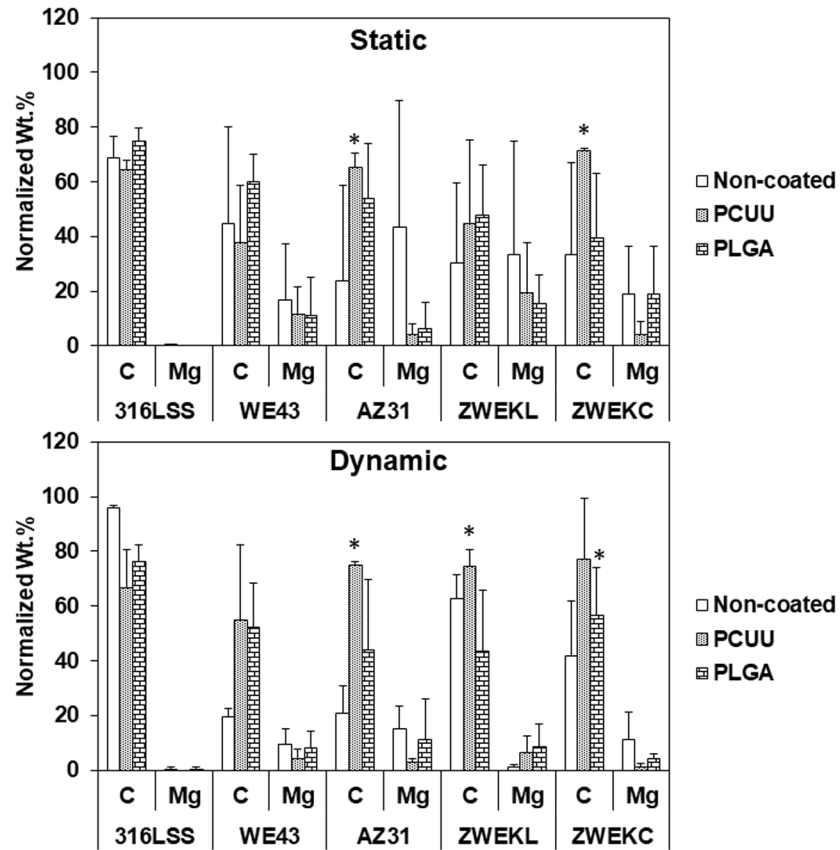 Static
Normalized Wt.%
120
100
80
60
40
20
0
*
*
Non-coated
PCUU
PLGA
C Mg C Mg C Mg C Mg C Mg
316LSS WE43 AZ31 ZWEKL ZWEKC
Dynamic
Normalized Wt.%
120
100
80
60
40
20
0
*
*
*
Non-coated
PCUU
PLGA
C Mg C Mg C Mg C Mg C Mg
316LSS WE43 AZ31 ZWEKL ZWEKC